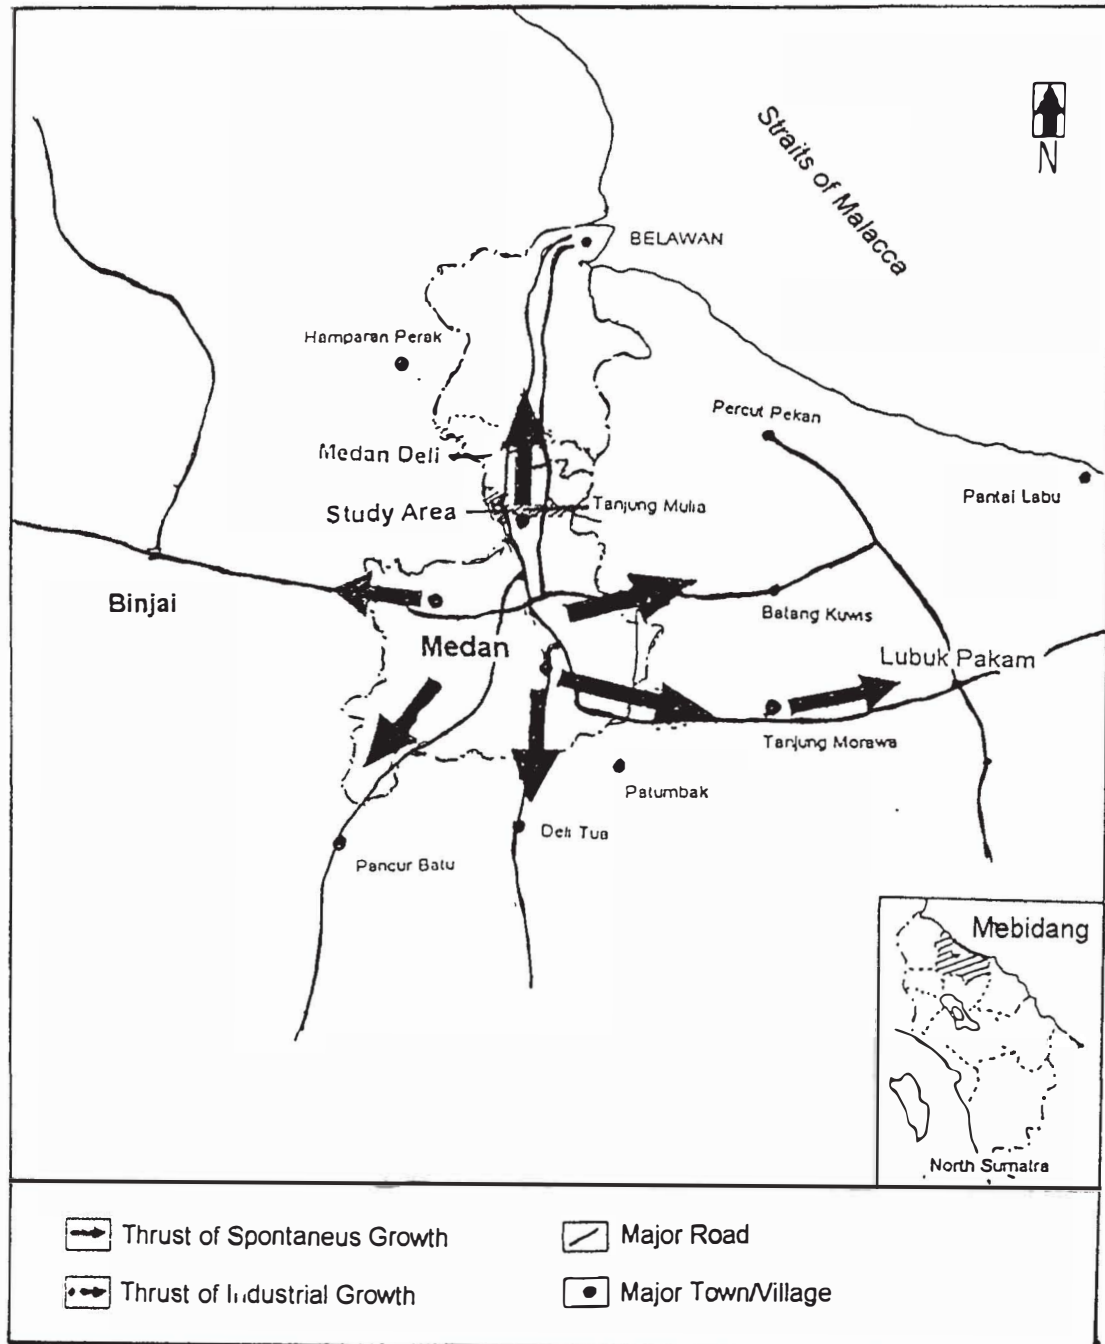 Straits of Malacca
N
BELAWAN
Hamparan Perak
Percut Pekan
Medan Deli
Pantai Labu
Study Area
Tanjung Mulia
Binjai
Batang Kuwis
Medan
Lubuk Pakam
Tanjung Morawa
Patumbak
Deli Tua
Pancur Batu
Mebidang
North Sumatra
Thrust of Spontaneus Growth
Major Road
Thrust of Industrial Growth
Major Town/Village